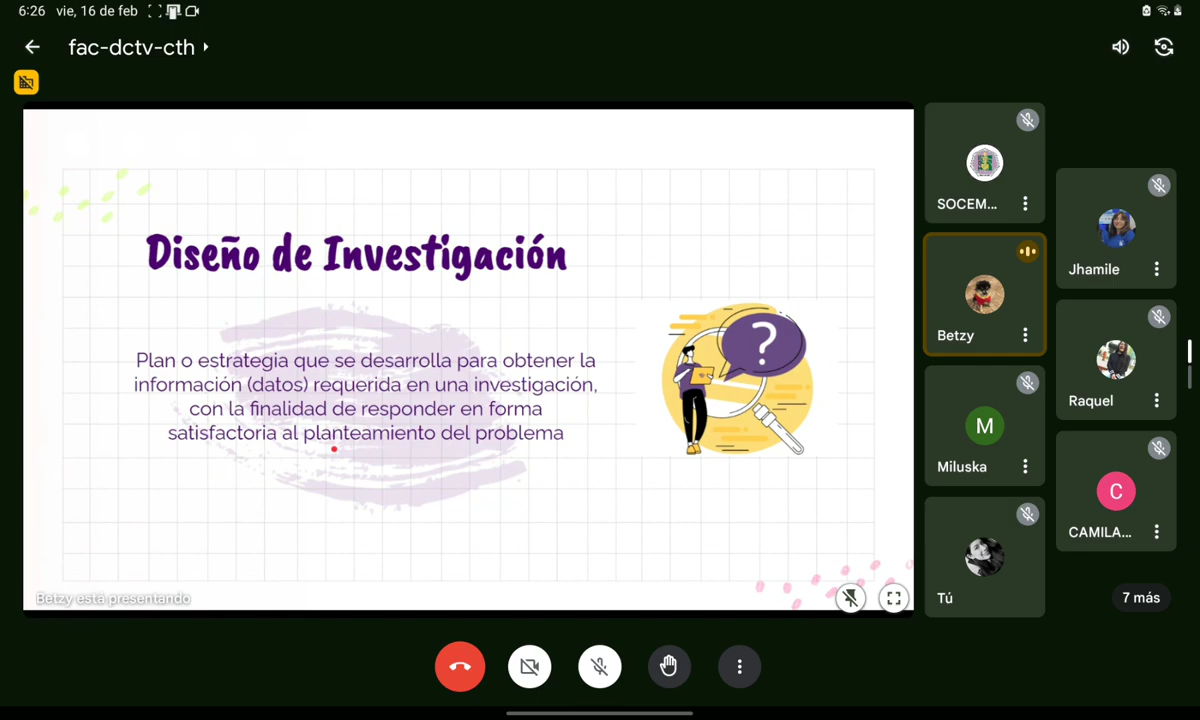 6:26 vie, 16 de feb
fac-dctv-cth
Diseño de Investigación
Plan o estrategia que se desarrolla para obtener la
información (datos) requerida en una investigación,
con la finalidad de responder en forma
satisfactoria al planteamiento del problema
?
Betzy está presentando
SOCEM...
Betzy
M
Miluska
Tú
Jhamile
Raquel
C
CAMILA...
7 más